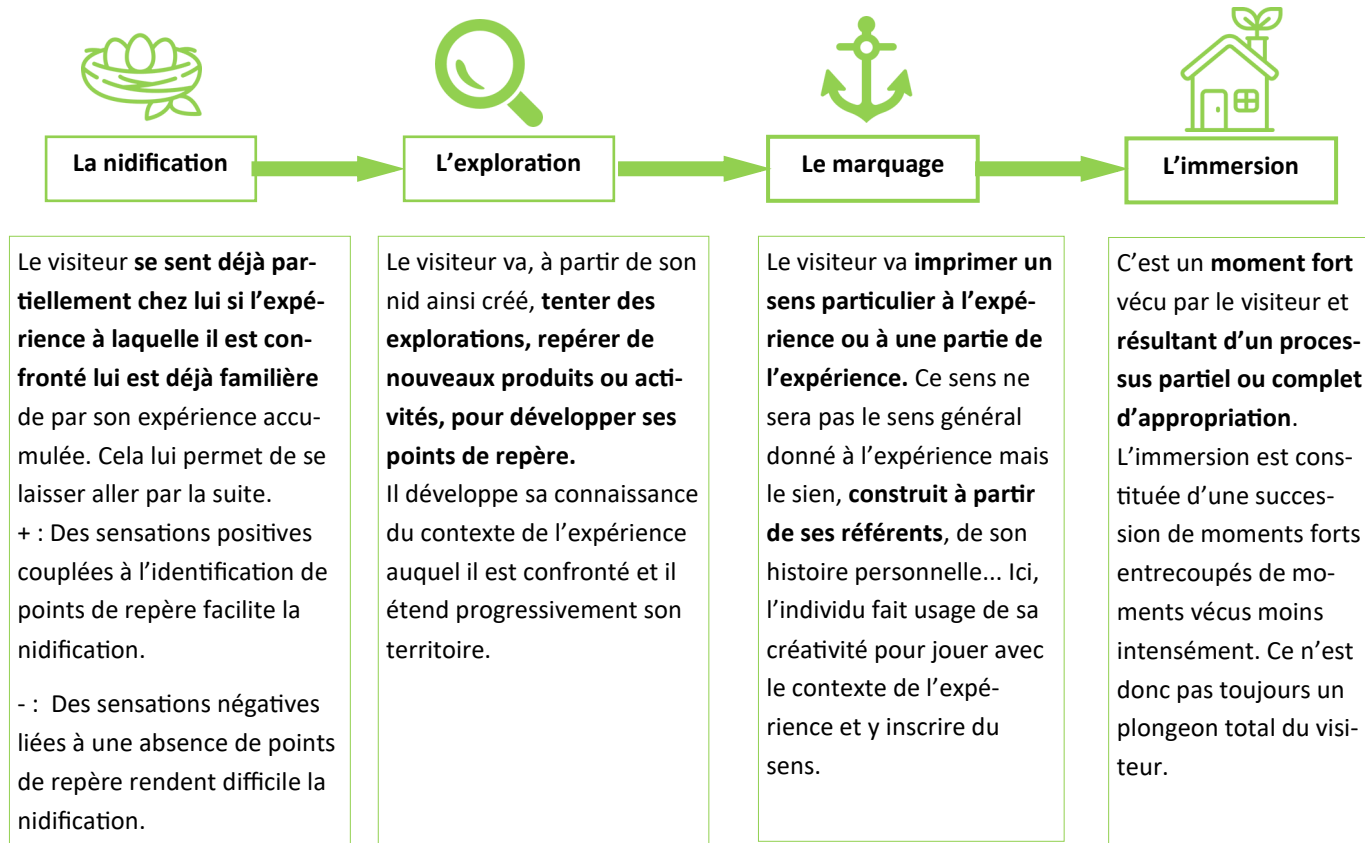 La nidification
L’exploration
Le marquage
L’immersion
Le visiteur se sent déjà par-
tiellement chez lui si l’expé-
rience à laquelle il est con-
fronté lui est déjà familière
de par son expérience accu-
mulée. Cela lui permet de se
laisser aller par la suite.
+ : Des sensations positives
couplées à l’identification de
points de repère facilite la
nidification.
- : Des sensations négatives
liées à une absence de points
de repère rendent difficile la
nidification.
Le visiteur va, à partir de son
nid ainsi créé, tenter des
explorations, repérer de
nouveaux produits ou acti-
vités, pour développer ses
points de repère.
Il développe sa connaissance
du contexte de l’expérience
auquel il est confronté et il
étend progressivement son
territoire.
Le visiteur va imprimer un
sens particulier à l’expé-
rience ou à une partie de
l’expérience. Ce sens ne
sera pas le sens général
donné à l’expérience mais
le sien, construit à partir
de ses référents, de son
histoire personnelle... Ici,
l’individu fait usage de sa
créativité pour jouer avec
le contexte de l’expé-
rience et y inscrire du
sens.
C’est un moment fort
vécu par le visiteur et
résultant d’un proces-
sus partiel ou complet
d’appropriation.
L’immersion est cons-
tituée d’une succes-
sion de moments forts
entrecoupés de mo-
ments vécus moins
intensément. Ce n’est
donc pas toujours un
plongeon total du visi-
teur.